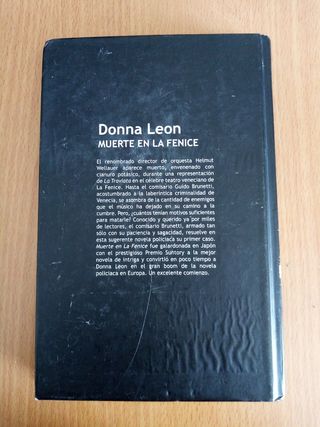 Donna Leon
MUERTE EN LA FENICE
El renombrado director de orquesta Helmut
Wellauer aparece muerto, envenenado con
cianuro potásico, durante una representación
de La Traviata en el célebre teatro veneciano de
La Fenice. Hasta el comisario Guido Brunetti,
acostumbrado a la laberíntica criminalidad de
Venecia, se asombra de la cantidad de enemigos
que el músico ha dejado en su camino a la
cumbre. Pero, ¿cuántos tenían motivos suficientes
para matarle? Conocido y querido ya por miles
de lectores, el comisario Brunetti, armado tan
sólo con su paciencia y sagacidad, resuelve en
esta sugerente novela policiaca su primer caso.
Muerte en La Fenice fue galardonada en Japón
con el prestigioso Premio Suntory a la mejor
novela de intriga y convirtió en poco tiempo a
Donna Leon en el gran boom de la novela
policiaca en Europa. Un excelente comienzo.